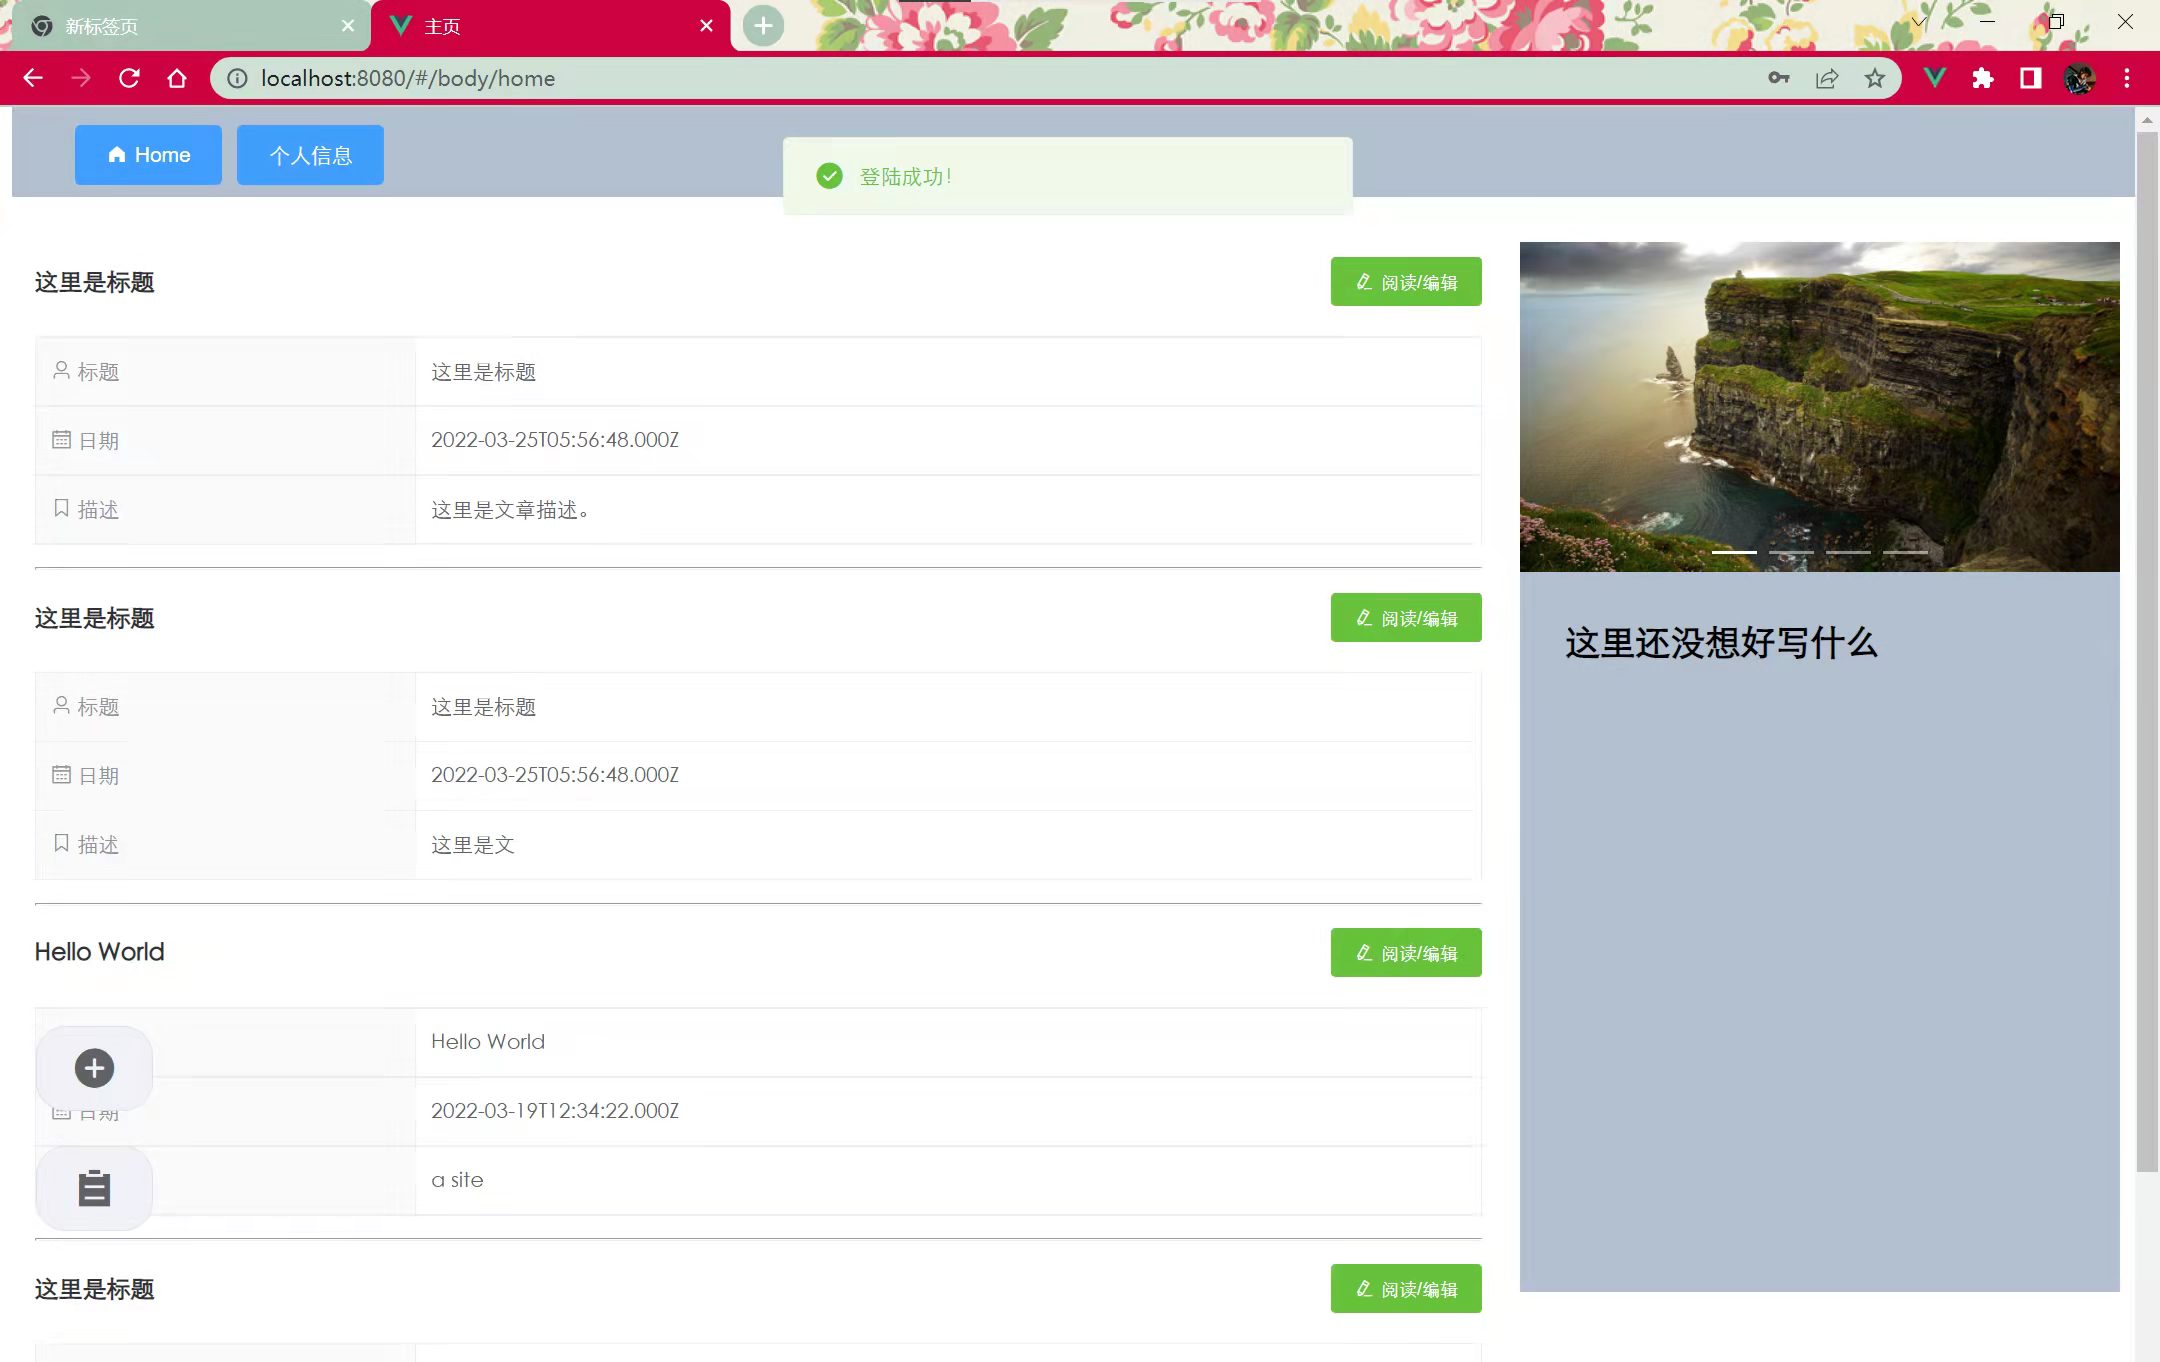 新标签页
主页
localhost:8080/#/body/home
Home
个人信息
登陆成功!
这里是标题
阅读/编辑
标题
这里是标题
日期
2022-03-25T05:56:48.000Z
描述
这里是文章描述。
这里是标题
阅读/编辑
标题
这里是标题
日期
2022-03-25T05:56:48.000Z
描述
这里是文
Hello World
阅读/编辑
Hello World
日期
2022-03-19T12:34:22.000Z
a site
这里是标题
阅读/编辑
这里还没想好写什么